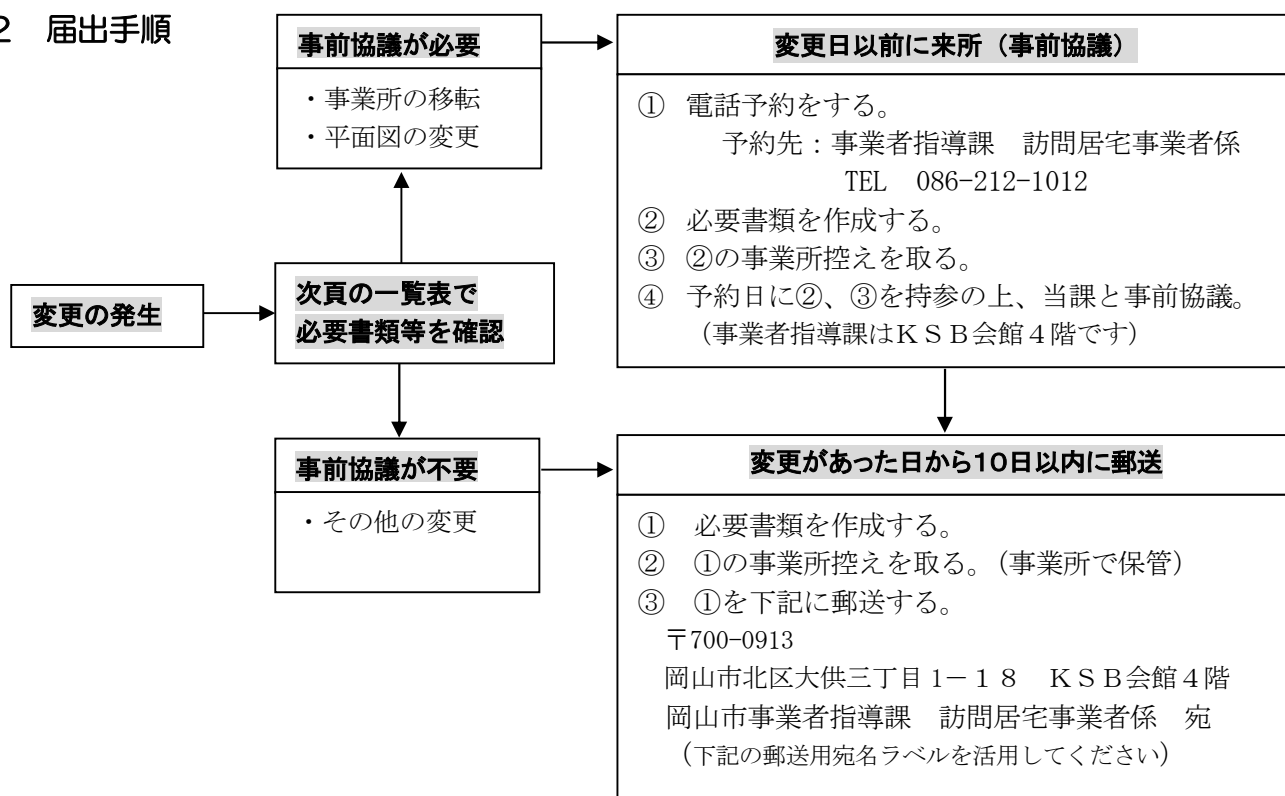 2 届出手順
事前協議が必要
・事業所の移転
・平面図の変更
変更日以前に来所(事前協議)
① 電話予約をする。
予約先:事業者指導課 訪問居宅事業者係
TEL 086-212-1012
② 必要書類を作成する。
③ ②の事業所控えを取る。
④ 予約日に②、③を持参の上、当課と事前協議。
(事業者指導課はKSB会館4階です)
変更の発生
次頁の一覧表で
必要書類等を確認
事前協議が不要
・その他の変更
変更があった日から10日以内に郵送
① 必要書類を作成する。
② ①の事業所控えを取る。(事業所で保管)
③ ①を下記に郵送する。
〒700-0913
岡山市北区大供三丁目1-18 KSB会館4階
岡山市事業者指導課 訪問居宅事業者係 宛
(下記の郵送用宛名ラベルを活用してください)